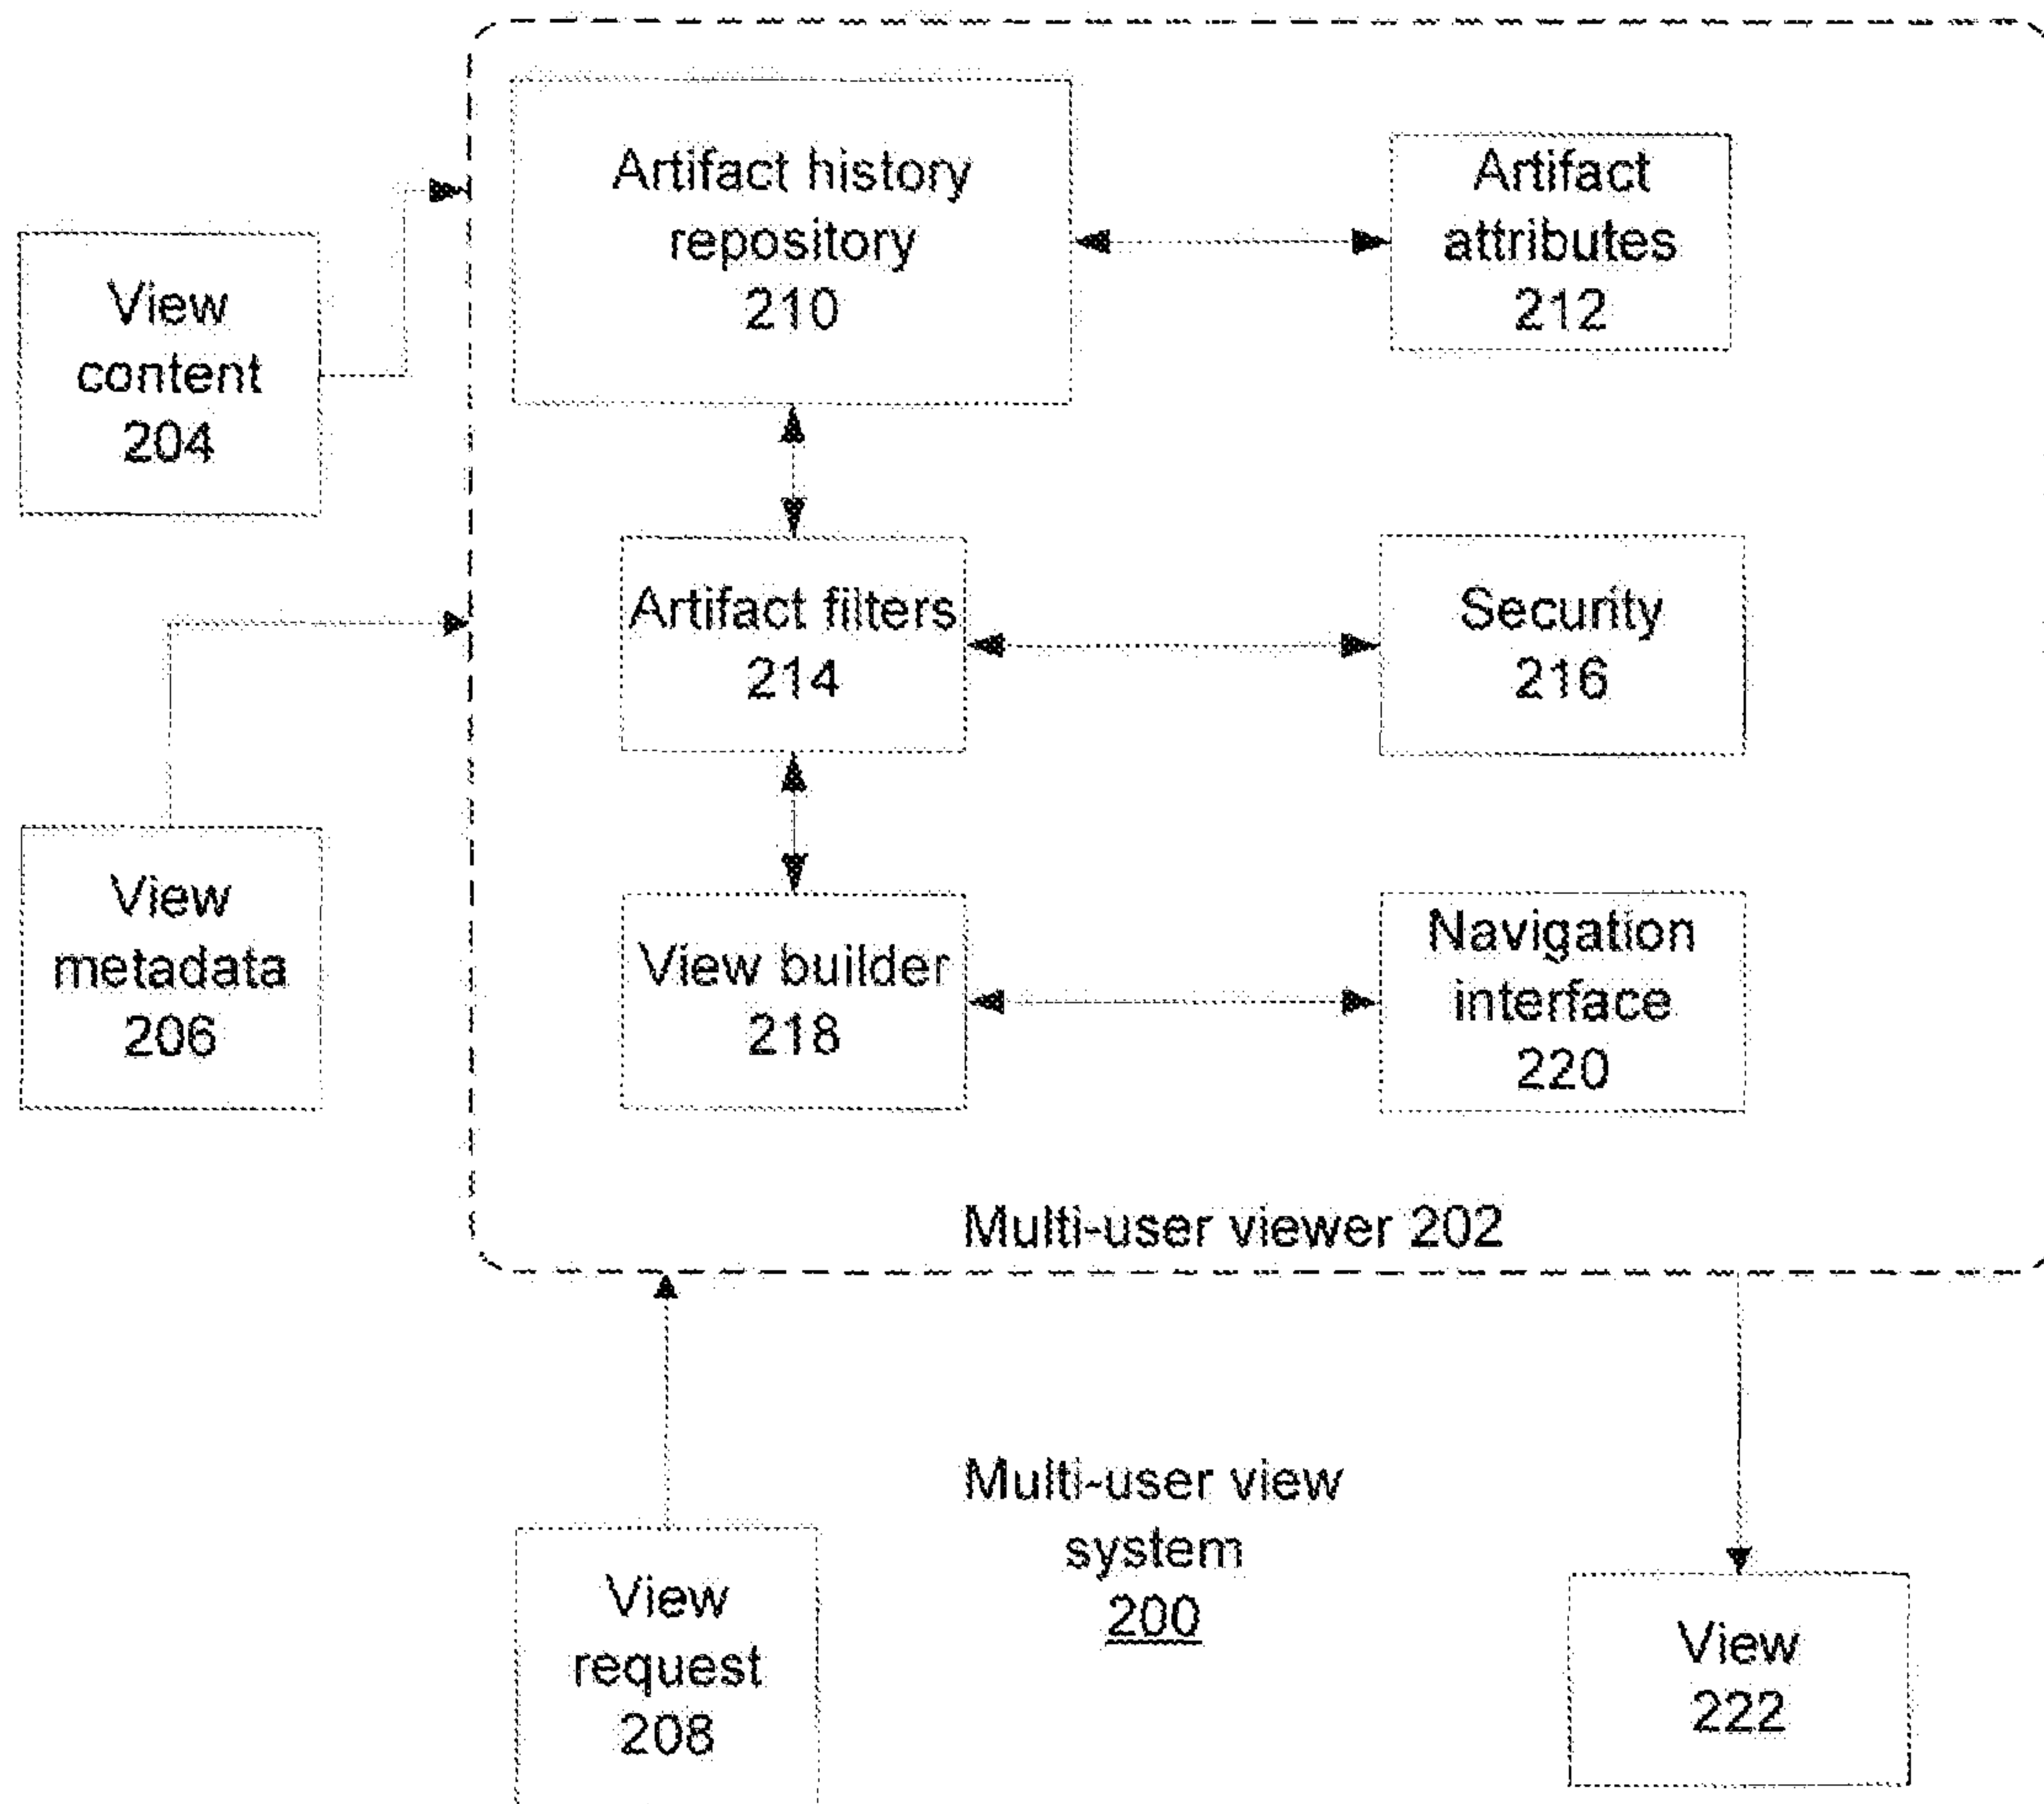 Artifact history
repository
210
Artifact
attributes
212
View
content
204
Artifact filters
214
Security
216
View
metadata
206
View builder
218
Navigation
interface
220
Multi-user viewer 202
Multi-user view
system
200
View
request
208
View
222